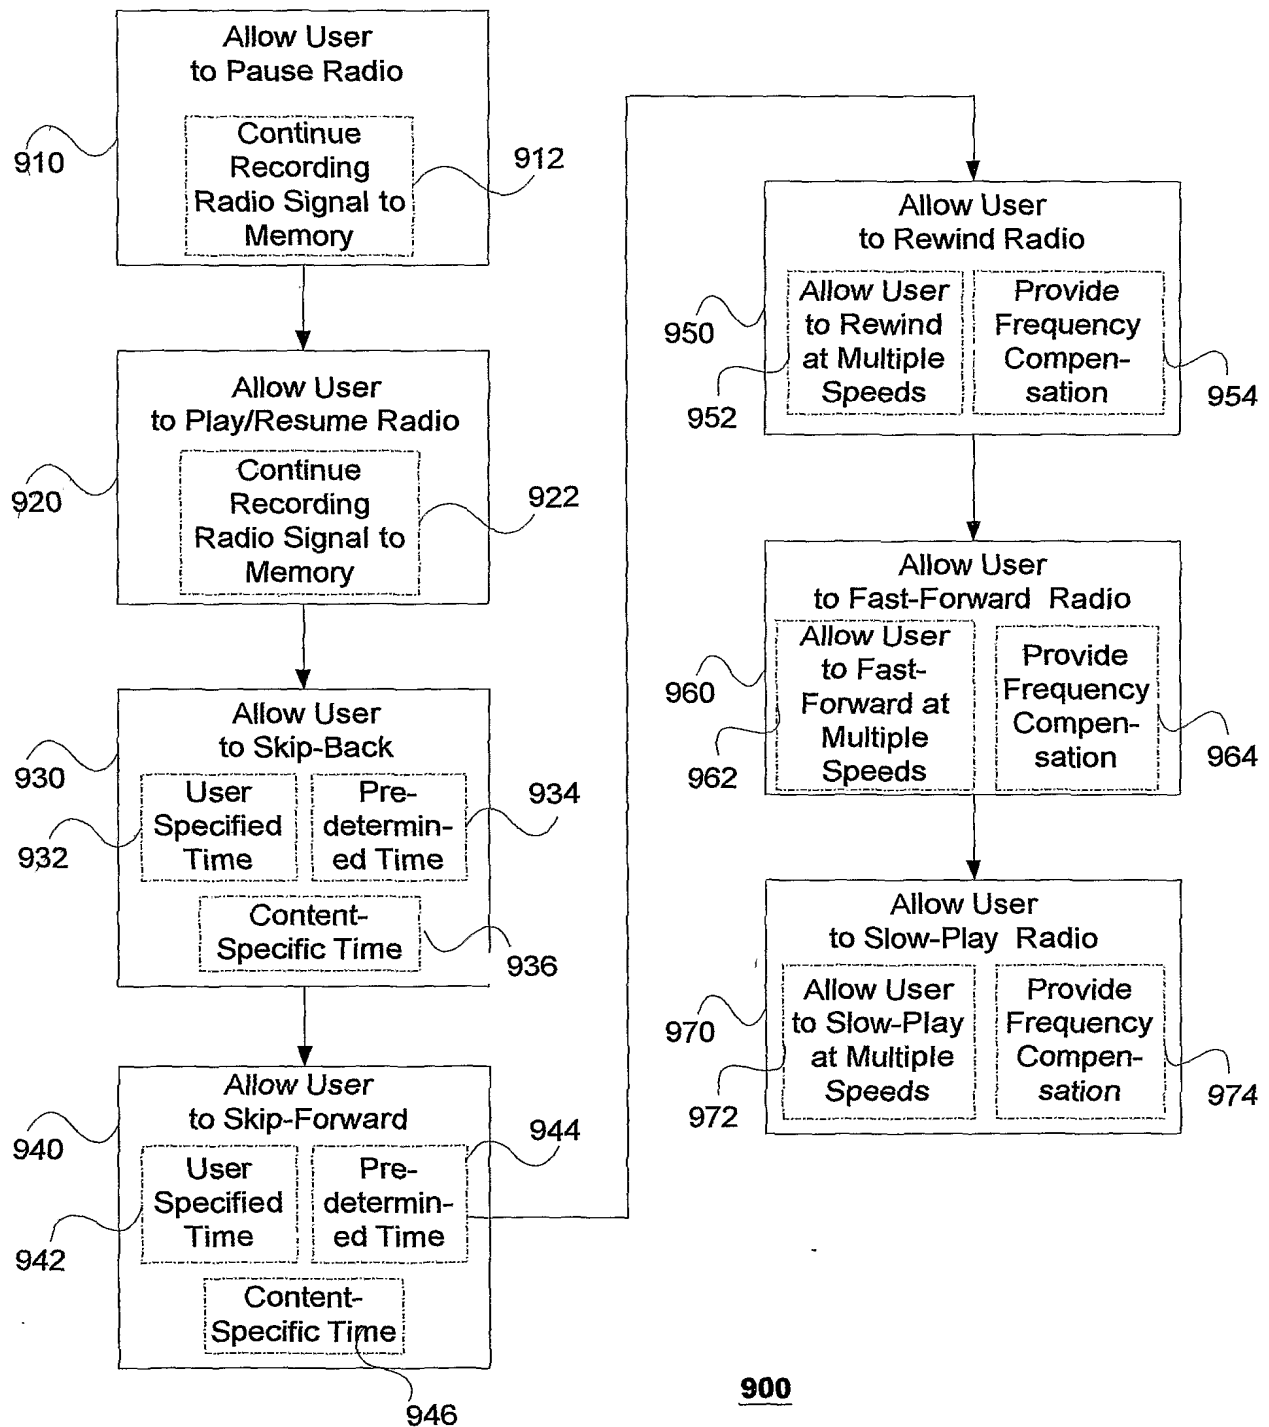 Allow User
to Pause Radio
Continue
Recording
Radio Signal to
Memory
910
912
Allow User
to Play/Resume Radio
Continue
Recording
Radio Signal to
Memory
920
922
Allow User
to Skip-Back
User
Specified
Time
Pre-
determin-
ed Time
Content-
Specific Time
930
932
934
936
Allow User
to Skip-Forward
User
Specified
Time
Pre-
determin-
ed Time
Content-
Specific Time
940
942
944
946
Allow User
to Rewind Radio
Allow User
to Rewind
at Multiple
Speeds
Provide
Frequency
Compen-
sation
950
952
954
Allow User
to Fast-Forward Radio
Allow User
to Fast-
Forward at
Multiple
Speeds
Provide
Frequency
Compen-
sation
960
962
964
Allow User
to Slow-Play Radio
Allow User
to Slow-Play
at Multiple
Speeds
Provide
Frequency
Compen-
sation
970
972
974
900